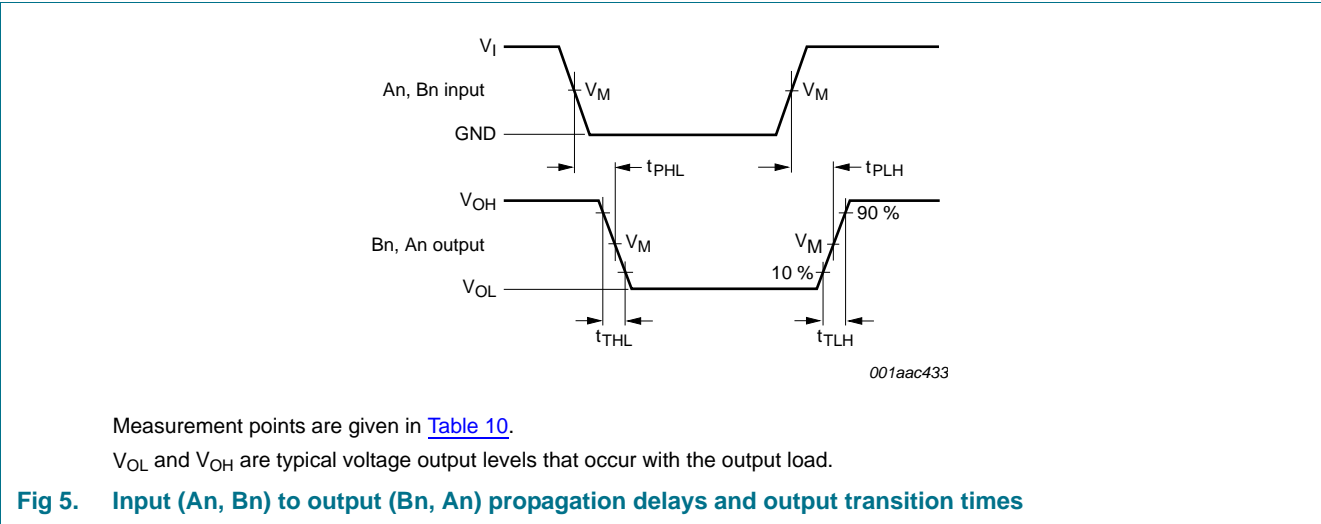 VI
An, Bn input
VM
VM
GND
tPHL
tPLH
VOH
90 %
Bn, An output
VM
VM
10 %
VOL
tTHL
tTLH
001aac433
Measurement points are given in Table 10.
VOL and VOH are typical voltage output levels that occur with the output load.
Fig 5. Input (An, Bn) to output (Bn, An) propagation delays and output transition times